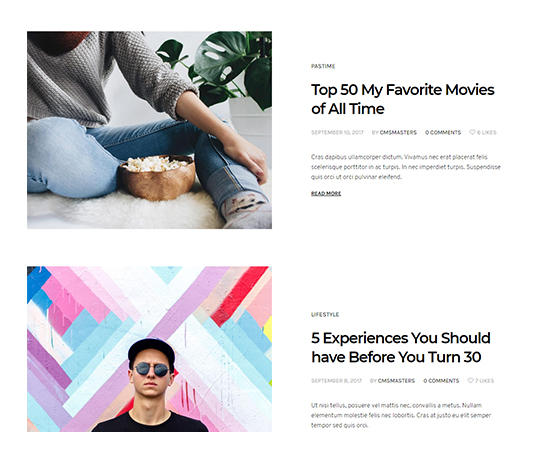 PASTIME
Top 50 My Favorite Movies
of All Time
SEPTEMBER 10, 2017 BY CMSMASTERS 0 COMMENTS 6 LIKES
Cras dapibus ullamcorper dictum. Vivamus nec erat placerat felis
scelerisque porttitor in ac turpis. In nec imperdiet turpis. Suspendisse
quis orci ut orci pulvinar eleifend.
READ MORE
LIFESTYLE
5 Experiences You Should
have Before You Turn 30
SEPTEMBER 8, 2017 BY CMSMASTERS 0 COMMENTS 7 LIKES
Ut nisi tellus, posuere vel mattis nec, convallis a metus. Nullam
elementum molestie felis nec lobortis. Cras at justo eu elit semper
tempor sed quis orci.